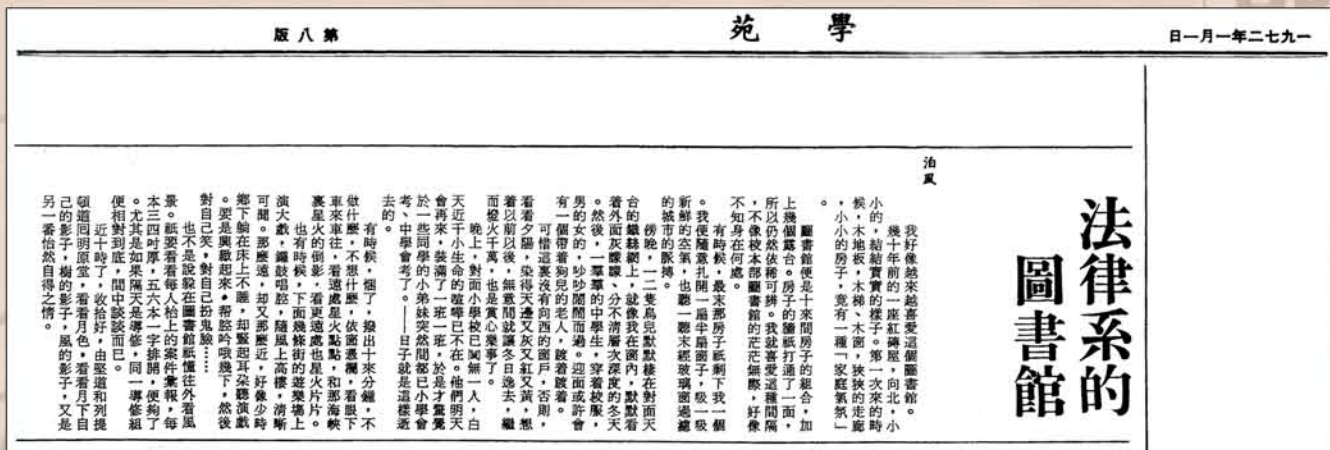 一九七二年一月一日
學苑
第八版
法律系的
圖書館
治風
我好像越來越喜愛這個圖書館。
幾十年前的一座紅磚屋，向北，小
小的，結結實實的樣子。第一次來的時
候，木地板，木梯、木窗，狹狹的走廊
，小小的房子，竟有一種「家庭氣氛」
。
圖書館便是十來間房子的組合，加
上幾個露台。房子的牆祇打通了一面，
所以仍然依稀可辨。我就喜愛這種間隔
，不像校本部圖書館的茫茫無際，好像
不知身在何處。
有時候，最末那房子祇剩下我一個
。我便隨意扎開一扇半扇窗子，吸一吸
新鮮的空氣，也聽一聽末經玻璃窗過濾
的城市的脈搏。
傍晚，一二隻鳥兒默默棲在對面天
台的鐵絲網上，就像我在窗內，默默看
着外面灰矇矇、分不清層次深度的冬天
。然後，一羣羣的中學生，穿着校服，
男的女的，吵吵鬧鬧而過。迎面或許會
有一個帶着狗兒的老人，踱着踱着。
可惜這裏沒有向西的窗戶，否則，
看看夕陽，染得天邊又灰又紅又黃，想
着以前以後，無意間就讓冬日逸去，繼
而燈火千萬，也是賞心樂事了。
晚上，對面小學校已闃無一人，白
天近千小生命的喧嘩已不在。他們明天
會再來，裝滿了一班一班，於是才驚覺
於一些同學的小弟妹突然間都已小學會
考、中學會考了。——日子就是這樣逝
去的。
有時候，悃了，撥出十來分鐘，不
做什麼，不想什麼，依窗憑欄，看眼下
車來車往，看遠處星火點點，和那海峽
裏星火的倒影，看更遠處也星火片片。
也有時候，下面幾條街的遊樂塲上
演大戲，鑼鼓唱腔，隨風上高樓，清晰
可聞。那麼遠，却又那麼近，好像少時
鄉下躺在床上不睡，却豎起耳朶聽演戲
。要是興緻起來，帮腔吟哦幾下，然後
對自己笑，對自己扮鬼臉……
也不是說躲在圖書館祇懂往外看風
景。祇要看看每人枱上的案件彙報，每
本三四吋厚，五六本一字排開，便夠了
。尤其是如果隔天是導修，同一導修組
便相對到底，間中談談而已。
近十時了，收拾好，由堅道和列提
頓道囘明原堂，看看月色，看看月下自
己的影子，樹的影子，風的影子，又是
另一番怡然自得之情。